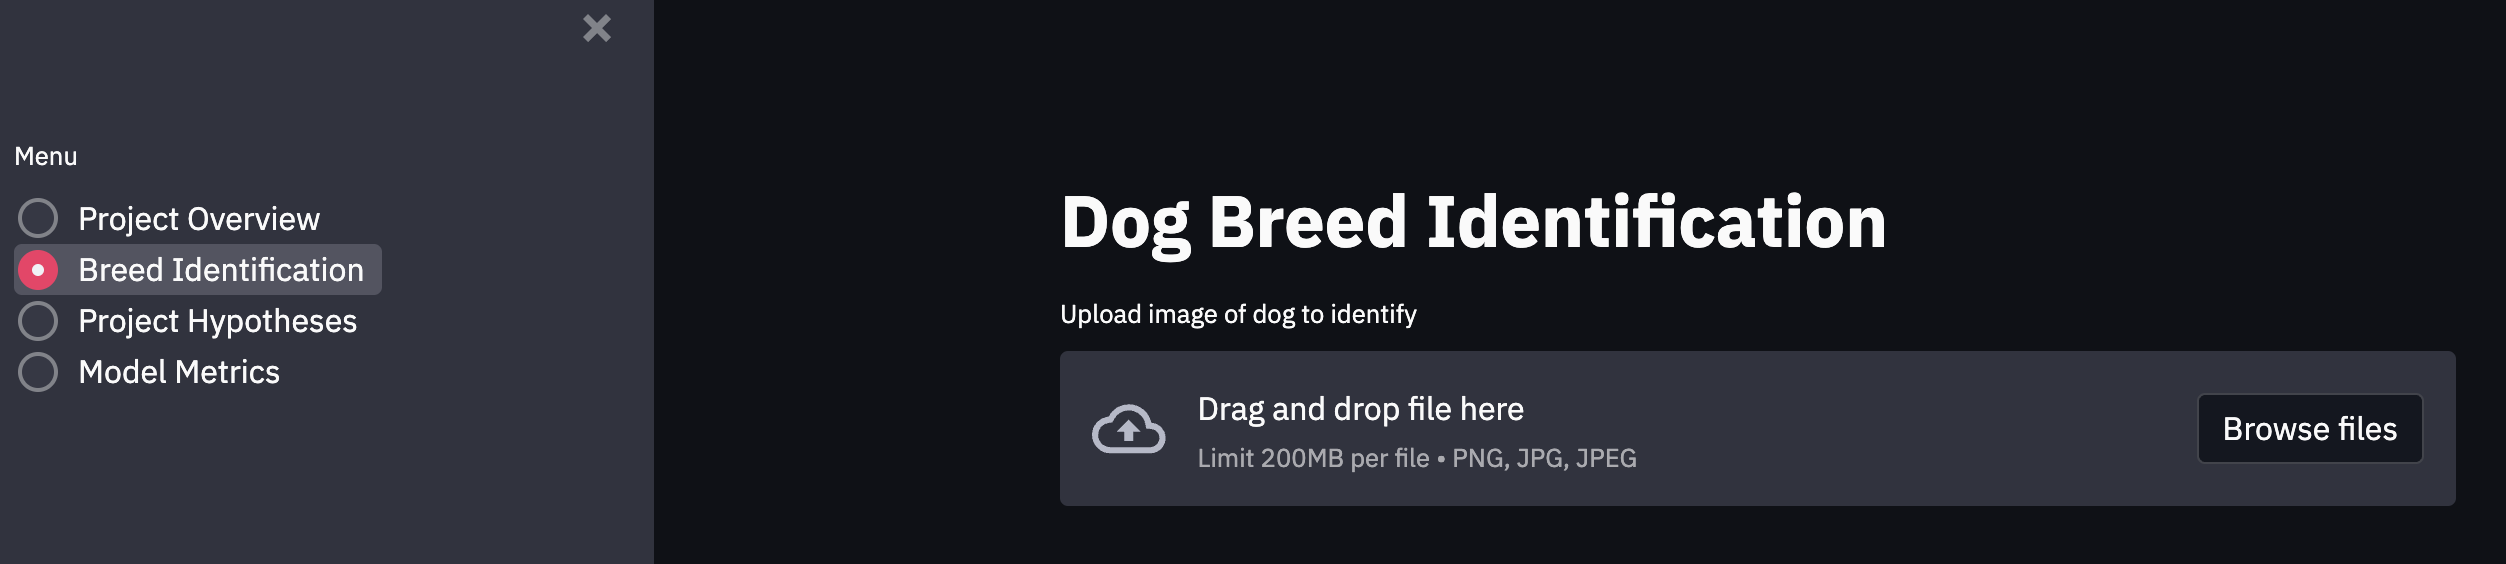 Menu
Project Overview
Breed Identification
Project Hypotheses
Model Metrics
Dog Breed Identification
Upload image of dog to identify
Drag and drop file here
Limit 200MB per file • PNG, JPG, JPEG
Browse files